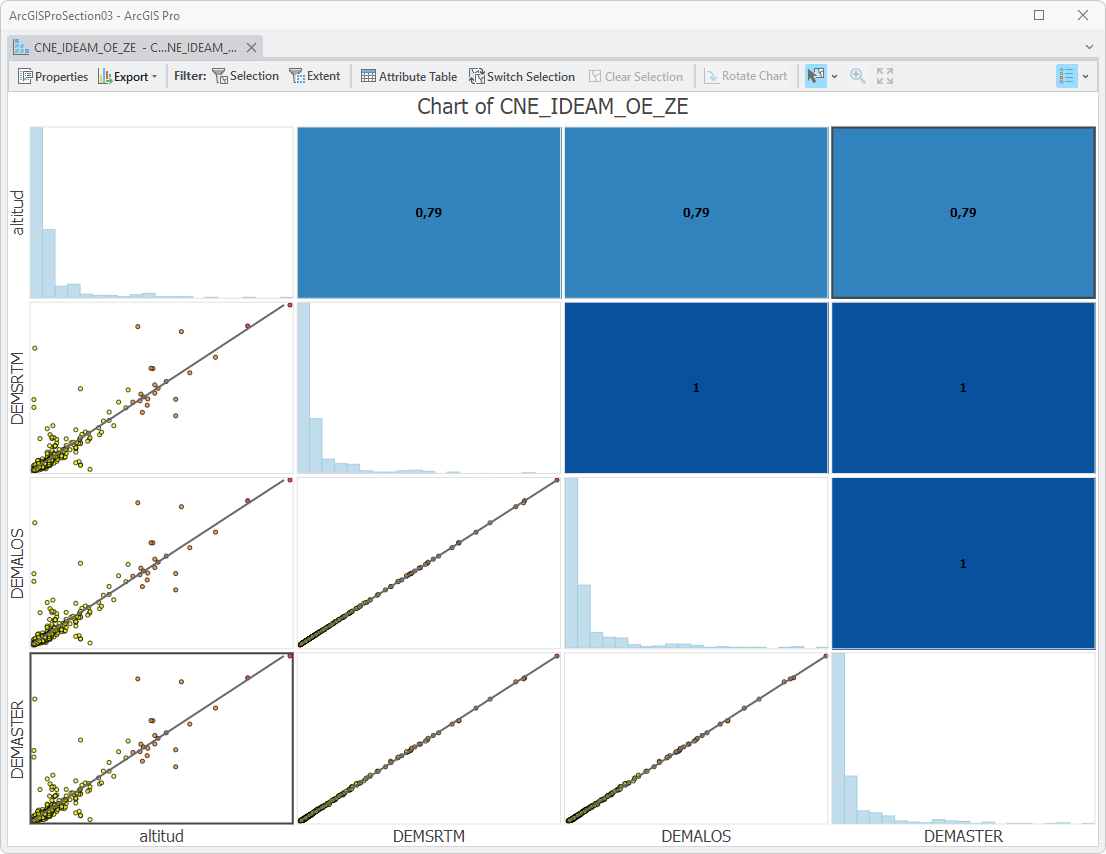 ArcGISProSection03 - ArcGIS Pro
CNE_IDEAM_OE_ZE - C...NE_IDEAM_...
Properties Export Filter: Selection Extent Attribute Table Switch Selection Clear Selection Rotate Chart
Chart of CNE_IDEAM_OE_ZE
altitud
0,79 0,79 0,79
DEMSRTM
1 1
DEMALOS
1
DEMASTER
altitud DEMSRTM DEMALOS DEMASTER